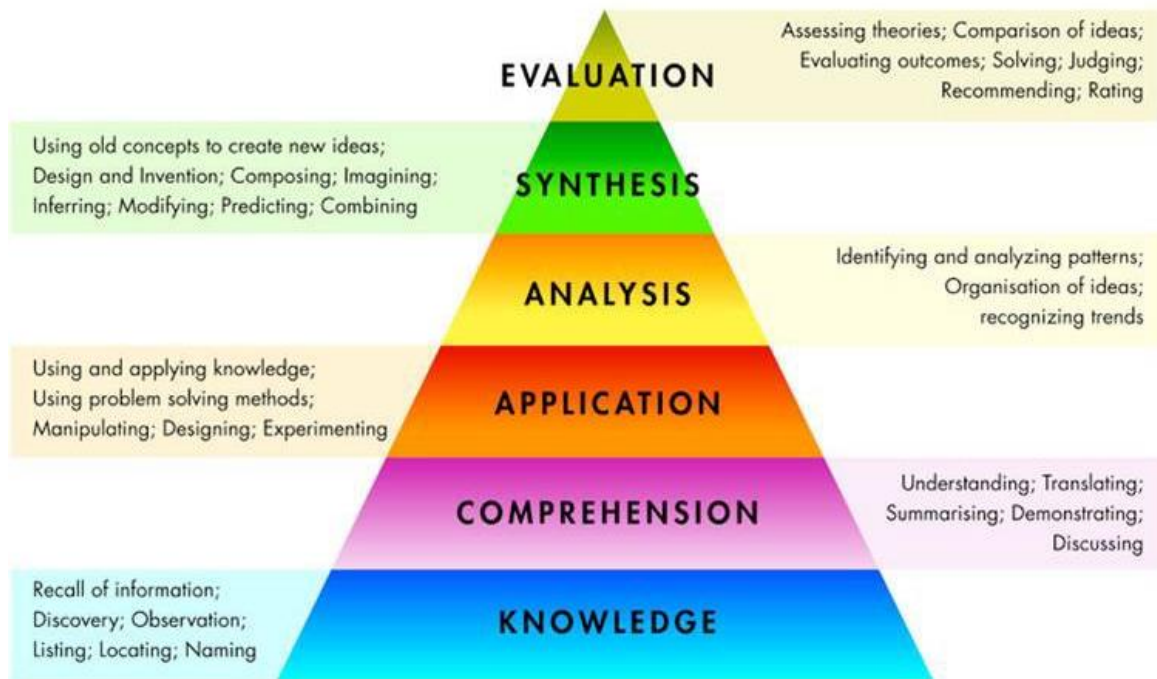 Assessing theories; Comparison of ideas;
Evaluating outcomes; Solving; Judging;
Recommending; Rating
EVALUATION
Using old concepts to create new ideas;
Design and Invention; Composing; Imagining;
Inferring; Modifying; Predicting; Combining
SYNTHESIS
Identifying and analyzing patterns;
Organisation of ideas;
recognizing trends
ANALYSIS
Using and applying knowledge;
Using problem solving methods;
Manipulating; Designing; Experimenting
APPLICATION
Understanding; Translating;
Summarising; Demonstrating;
Discussing
COMPREHENSION
Recall of information;
Discovery; Observation;
Listing; Locating; Naming
KNOWLEDGE